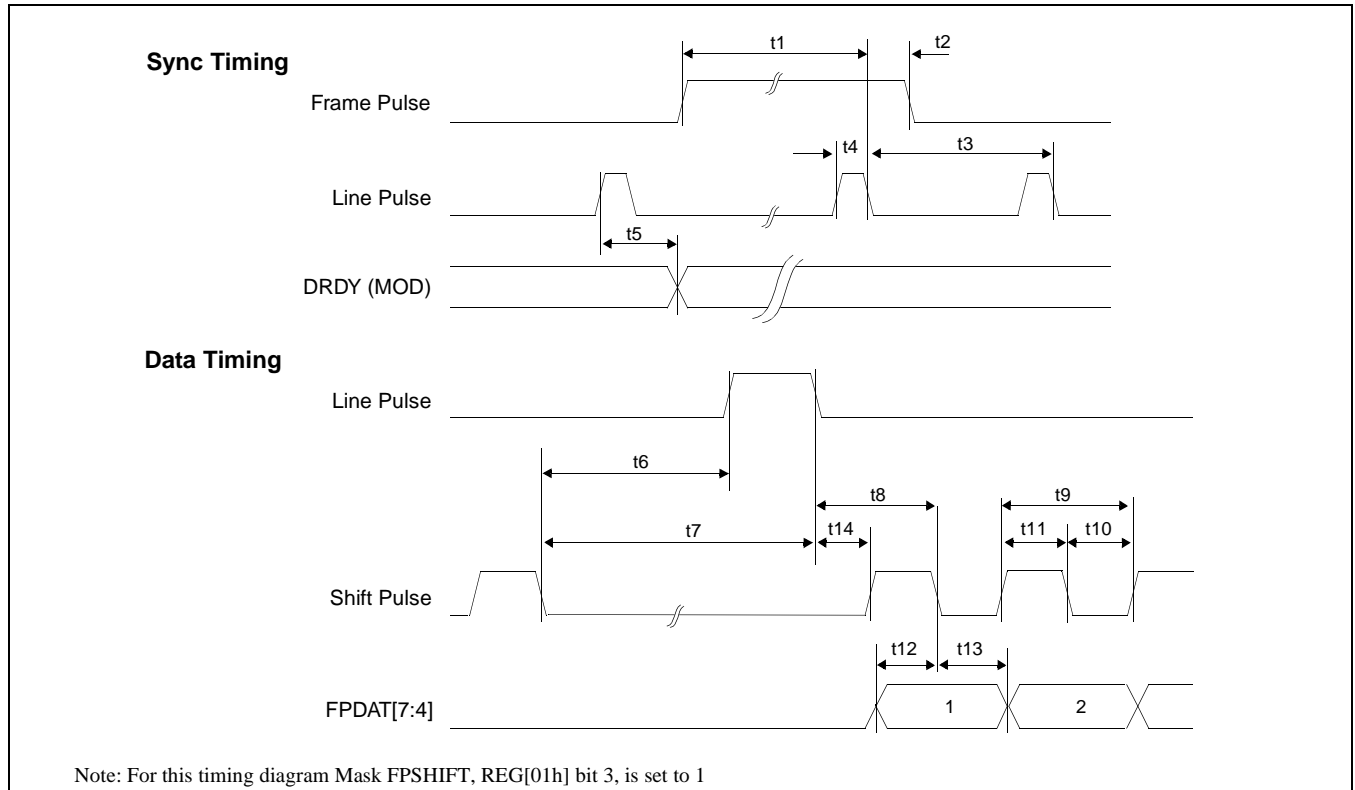 Sync Timing
t1
t2
Frame Pulse
t4
t3
Line Pulse
t5
DRDY (MOD)
Data Timing
Line Pulse
t6
t8
t9
t7
t14
t11
t10
Shift Pulse
t12
t13
FPDAT[7:4]
1
2
Note: For this timing diagram Mask FPSHIFT, REG[01h] bit 3, is set to 1